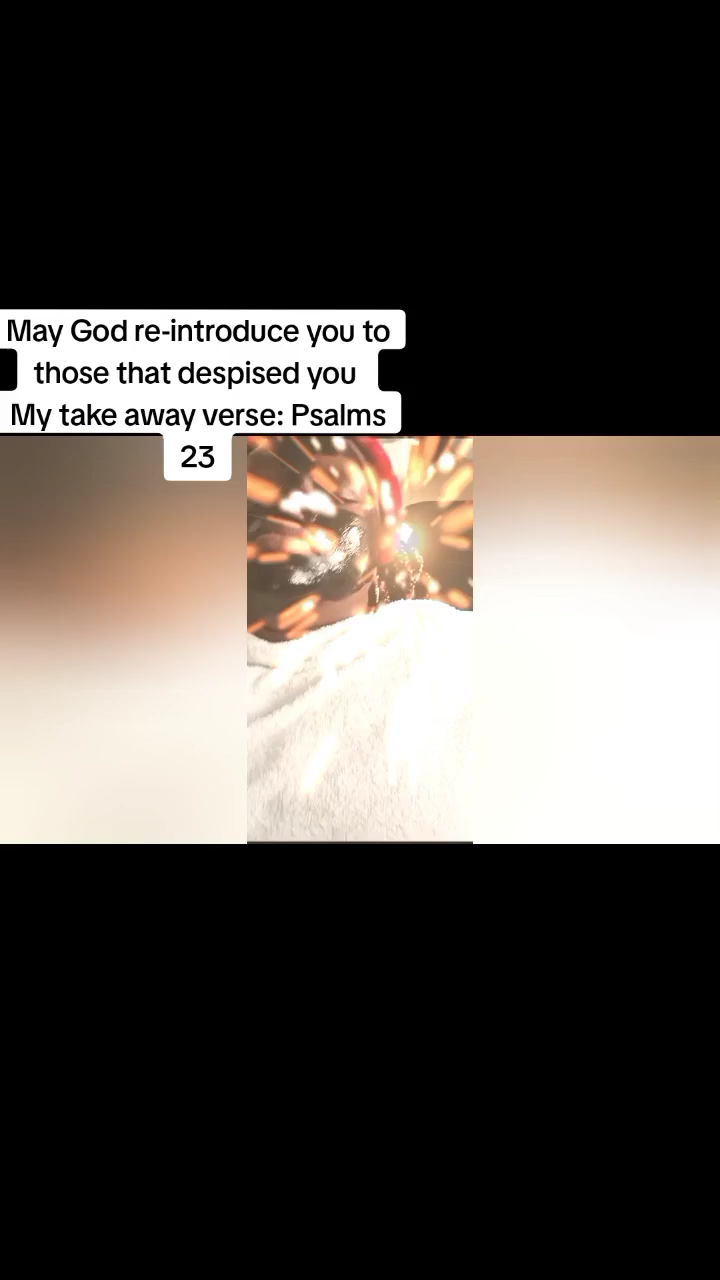 May God re-introduce you to
those that despised you
My take away verse: Psalms
23